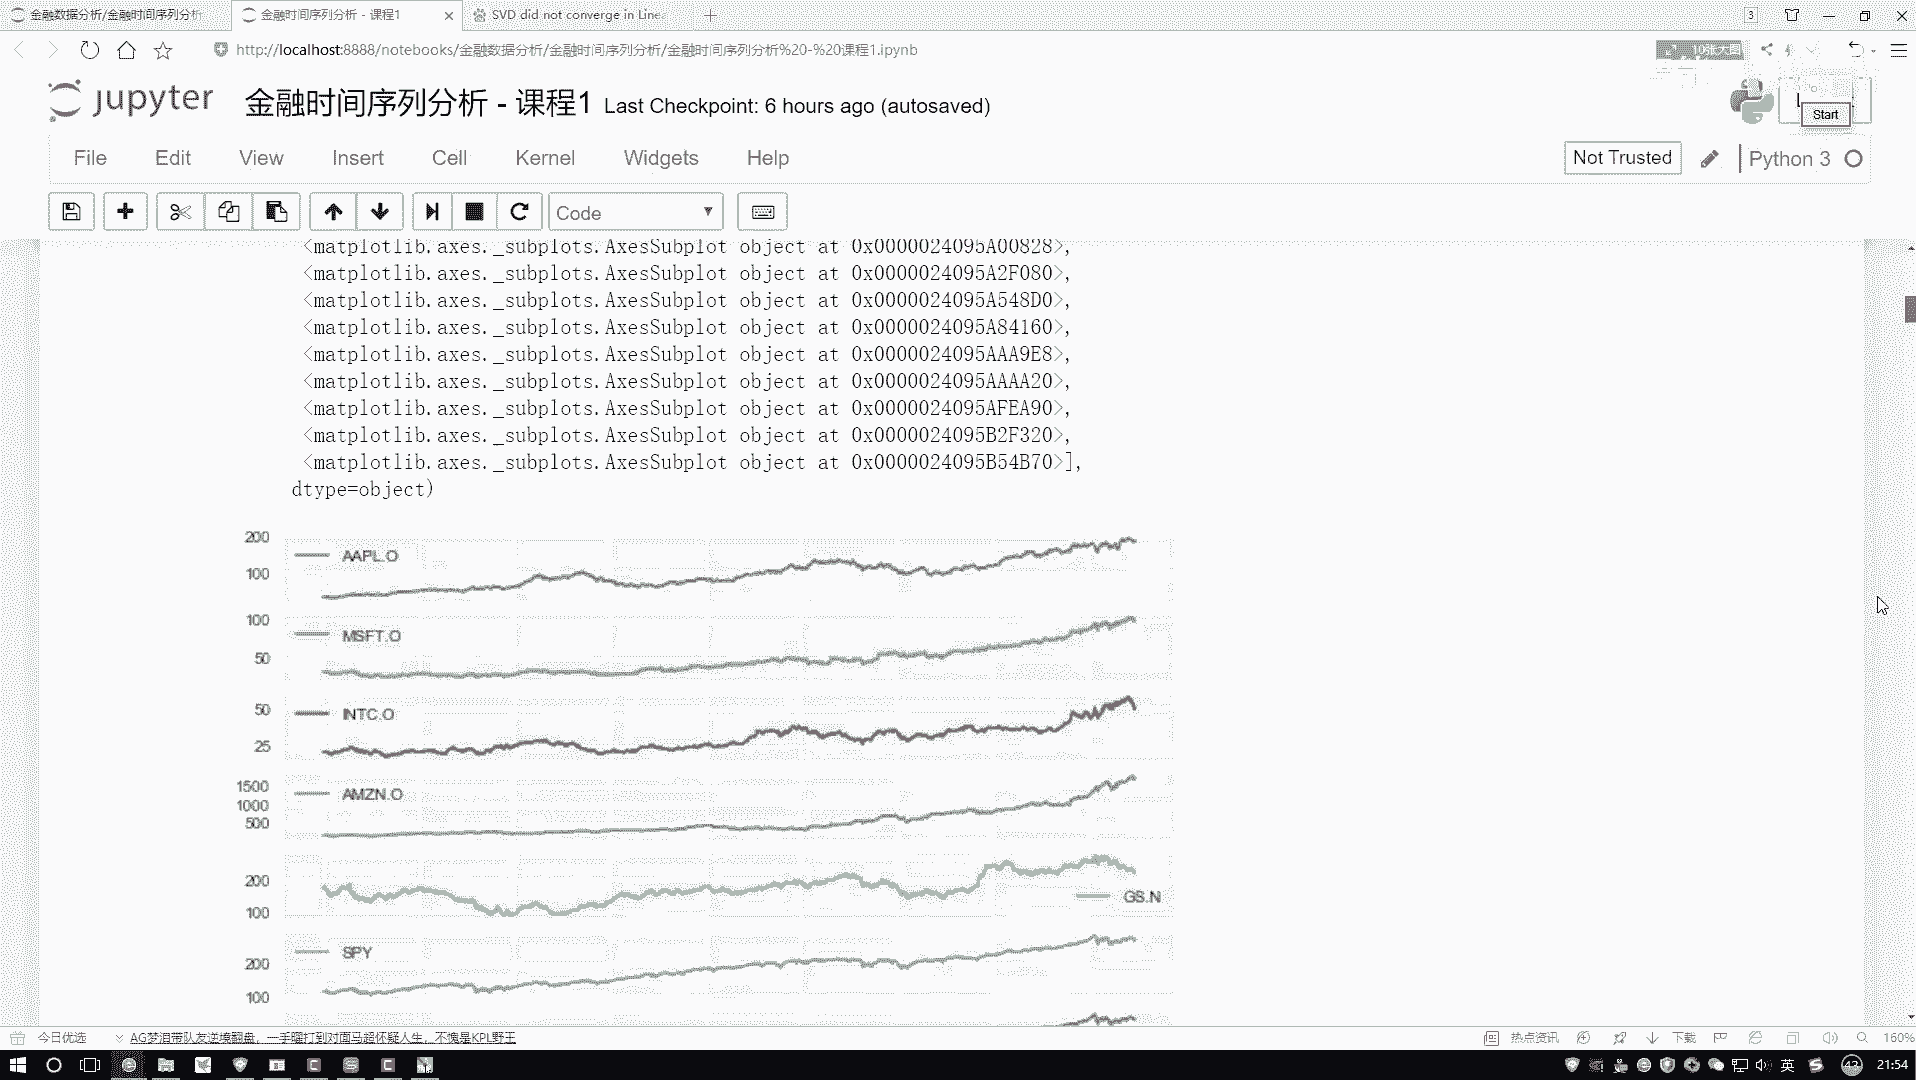 金融数据分析/金融时间序列分析
金融时间序列分析 - 课程1
SVD did not converge in Linea
3
http://localhost:8888/notebooks/金融数据分析/金融时间序列分析/金融时间序列分析%20-%20课程1.ipynb
10张大图
jupyter
金融时间序列分析 - 课程1 Last Checkpoint: 6 hours ago (autosaved)
Start
File Edit View Insert Cell Kernel Widgets Help
Not Trusted
Python 3
Code
<matplotlib.axes._subplots.AxesSubplot object at 0x0000024095A00828>,
<matplotlib.axes._subplots.AxesSubplot object at 0x0000024095A2F080>,
<matplotlib.axes._subplots.AxesSubplot object at 0x0000024095A548D0>,
<matplotlib.axes._subplots.AxesSubplot object at 0x0000024095A84160>,
<matplotlib.axes._subplots.AxesSubplot object at 0x0000024095AAA9E8>,
<matplotlib.axes._subplots.AxesSubplot object at 0x0000024095AAAA20>,
<matplotlib.axes._subplots.AxesSubplot object at 0x0000024095AFEA90>,
<matplotlib.axes._subplots.AxesSubplot object at 0x0000024095B2F320>,
<matplotlib.axes._subplots.AxesSubplot object at 0x0000024095B54B70>],
dtype=object)
200
AAPL.O
100
100
MSFT.O
50
50
INTC.O
25
1500
AMZN.O
1000
500
200
GS.N
100
SPY
200
100
今日优选
AG梦泪带队友逆境翻盘，一手曜打到对面马超怀疑人生，不愧是KPL野王
热点资讯
下载
160%
英
43
21:54